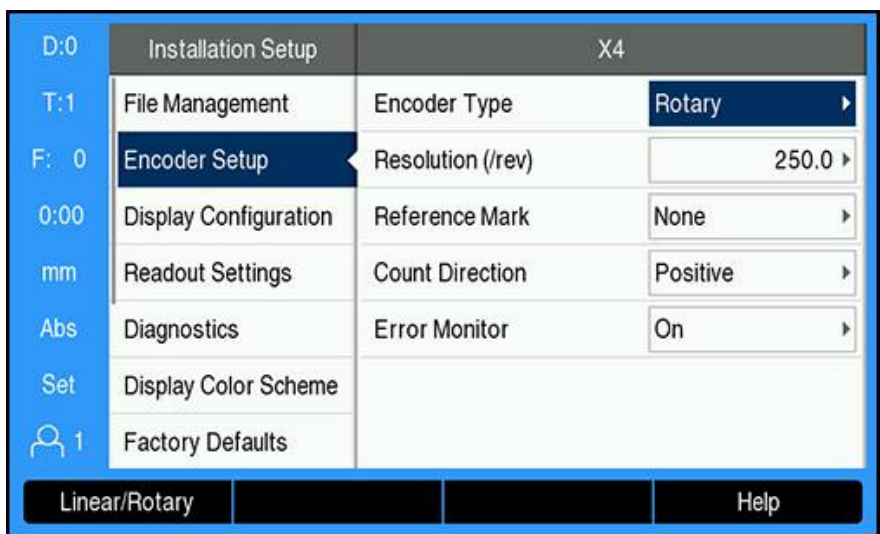 D:0 Installation Setup X4
T:1 File Management Encoder Type Rotary
F: 0 Encoder Setup Resolution (/rev) 250.0
0:00 Display Configuration Reference Mark None
mm Readout Settings Count Direction Positive
Abs Diagnostics Error Monitor On
Set Display Color Scheme
1 Factory Defaults
Linear/Rotary Help